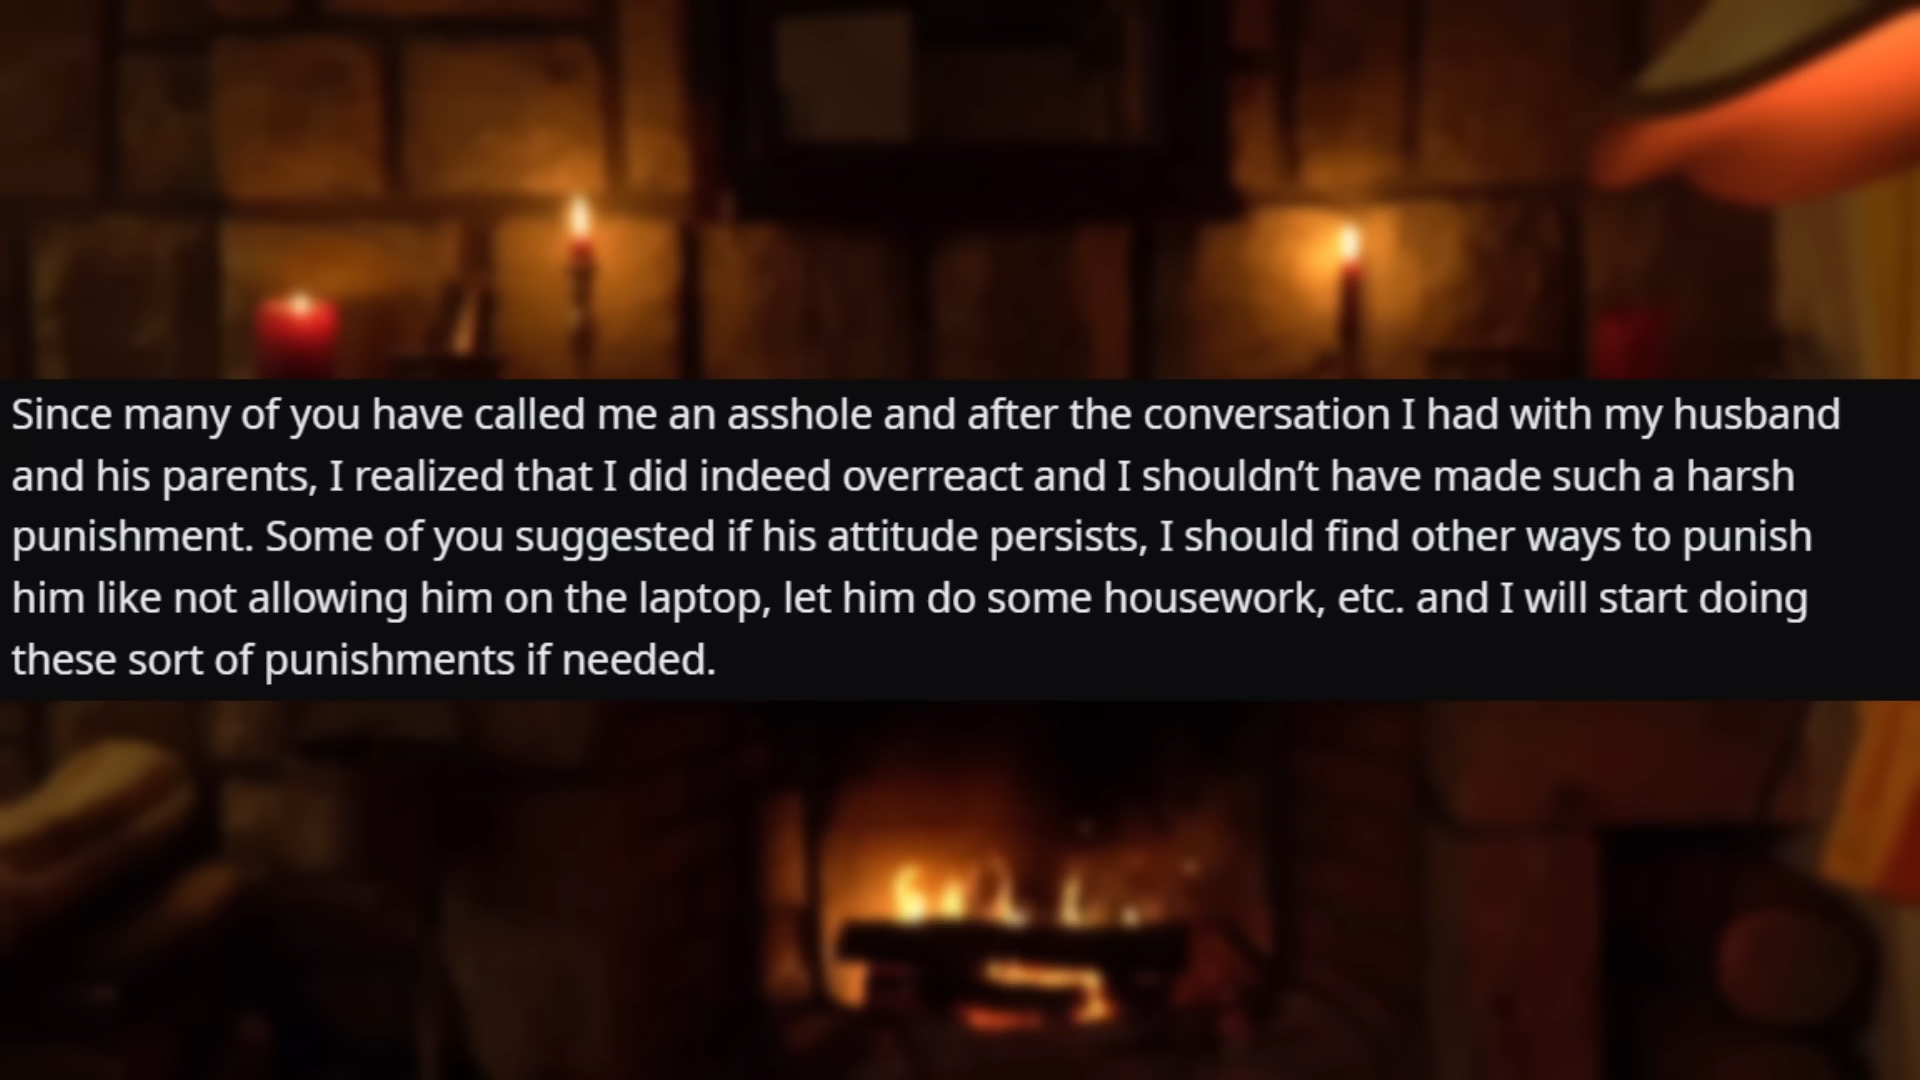 Since many of you have called me an asshole and after the conversation I had with my husband
and his parents, I realized that I did indeed overreact and I shouldn’t have made such a harsh
punishment. Some of you suggested if his attitude persists, I should find other ways to punish
him like not allowing him on the laptop, let him do some housework, etc. and I will start doing
these sort of punishments if needed.